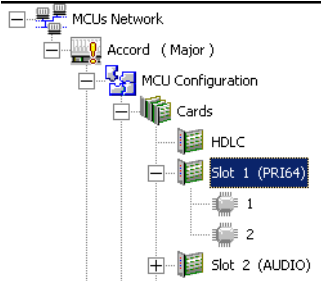 MCUs Network
Accord (Major)
MCU Configuration
Cards
HDLC
Slot 1 (PRI64)
1
2
Slot 2 (AUDIO)